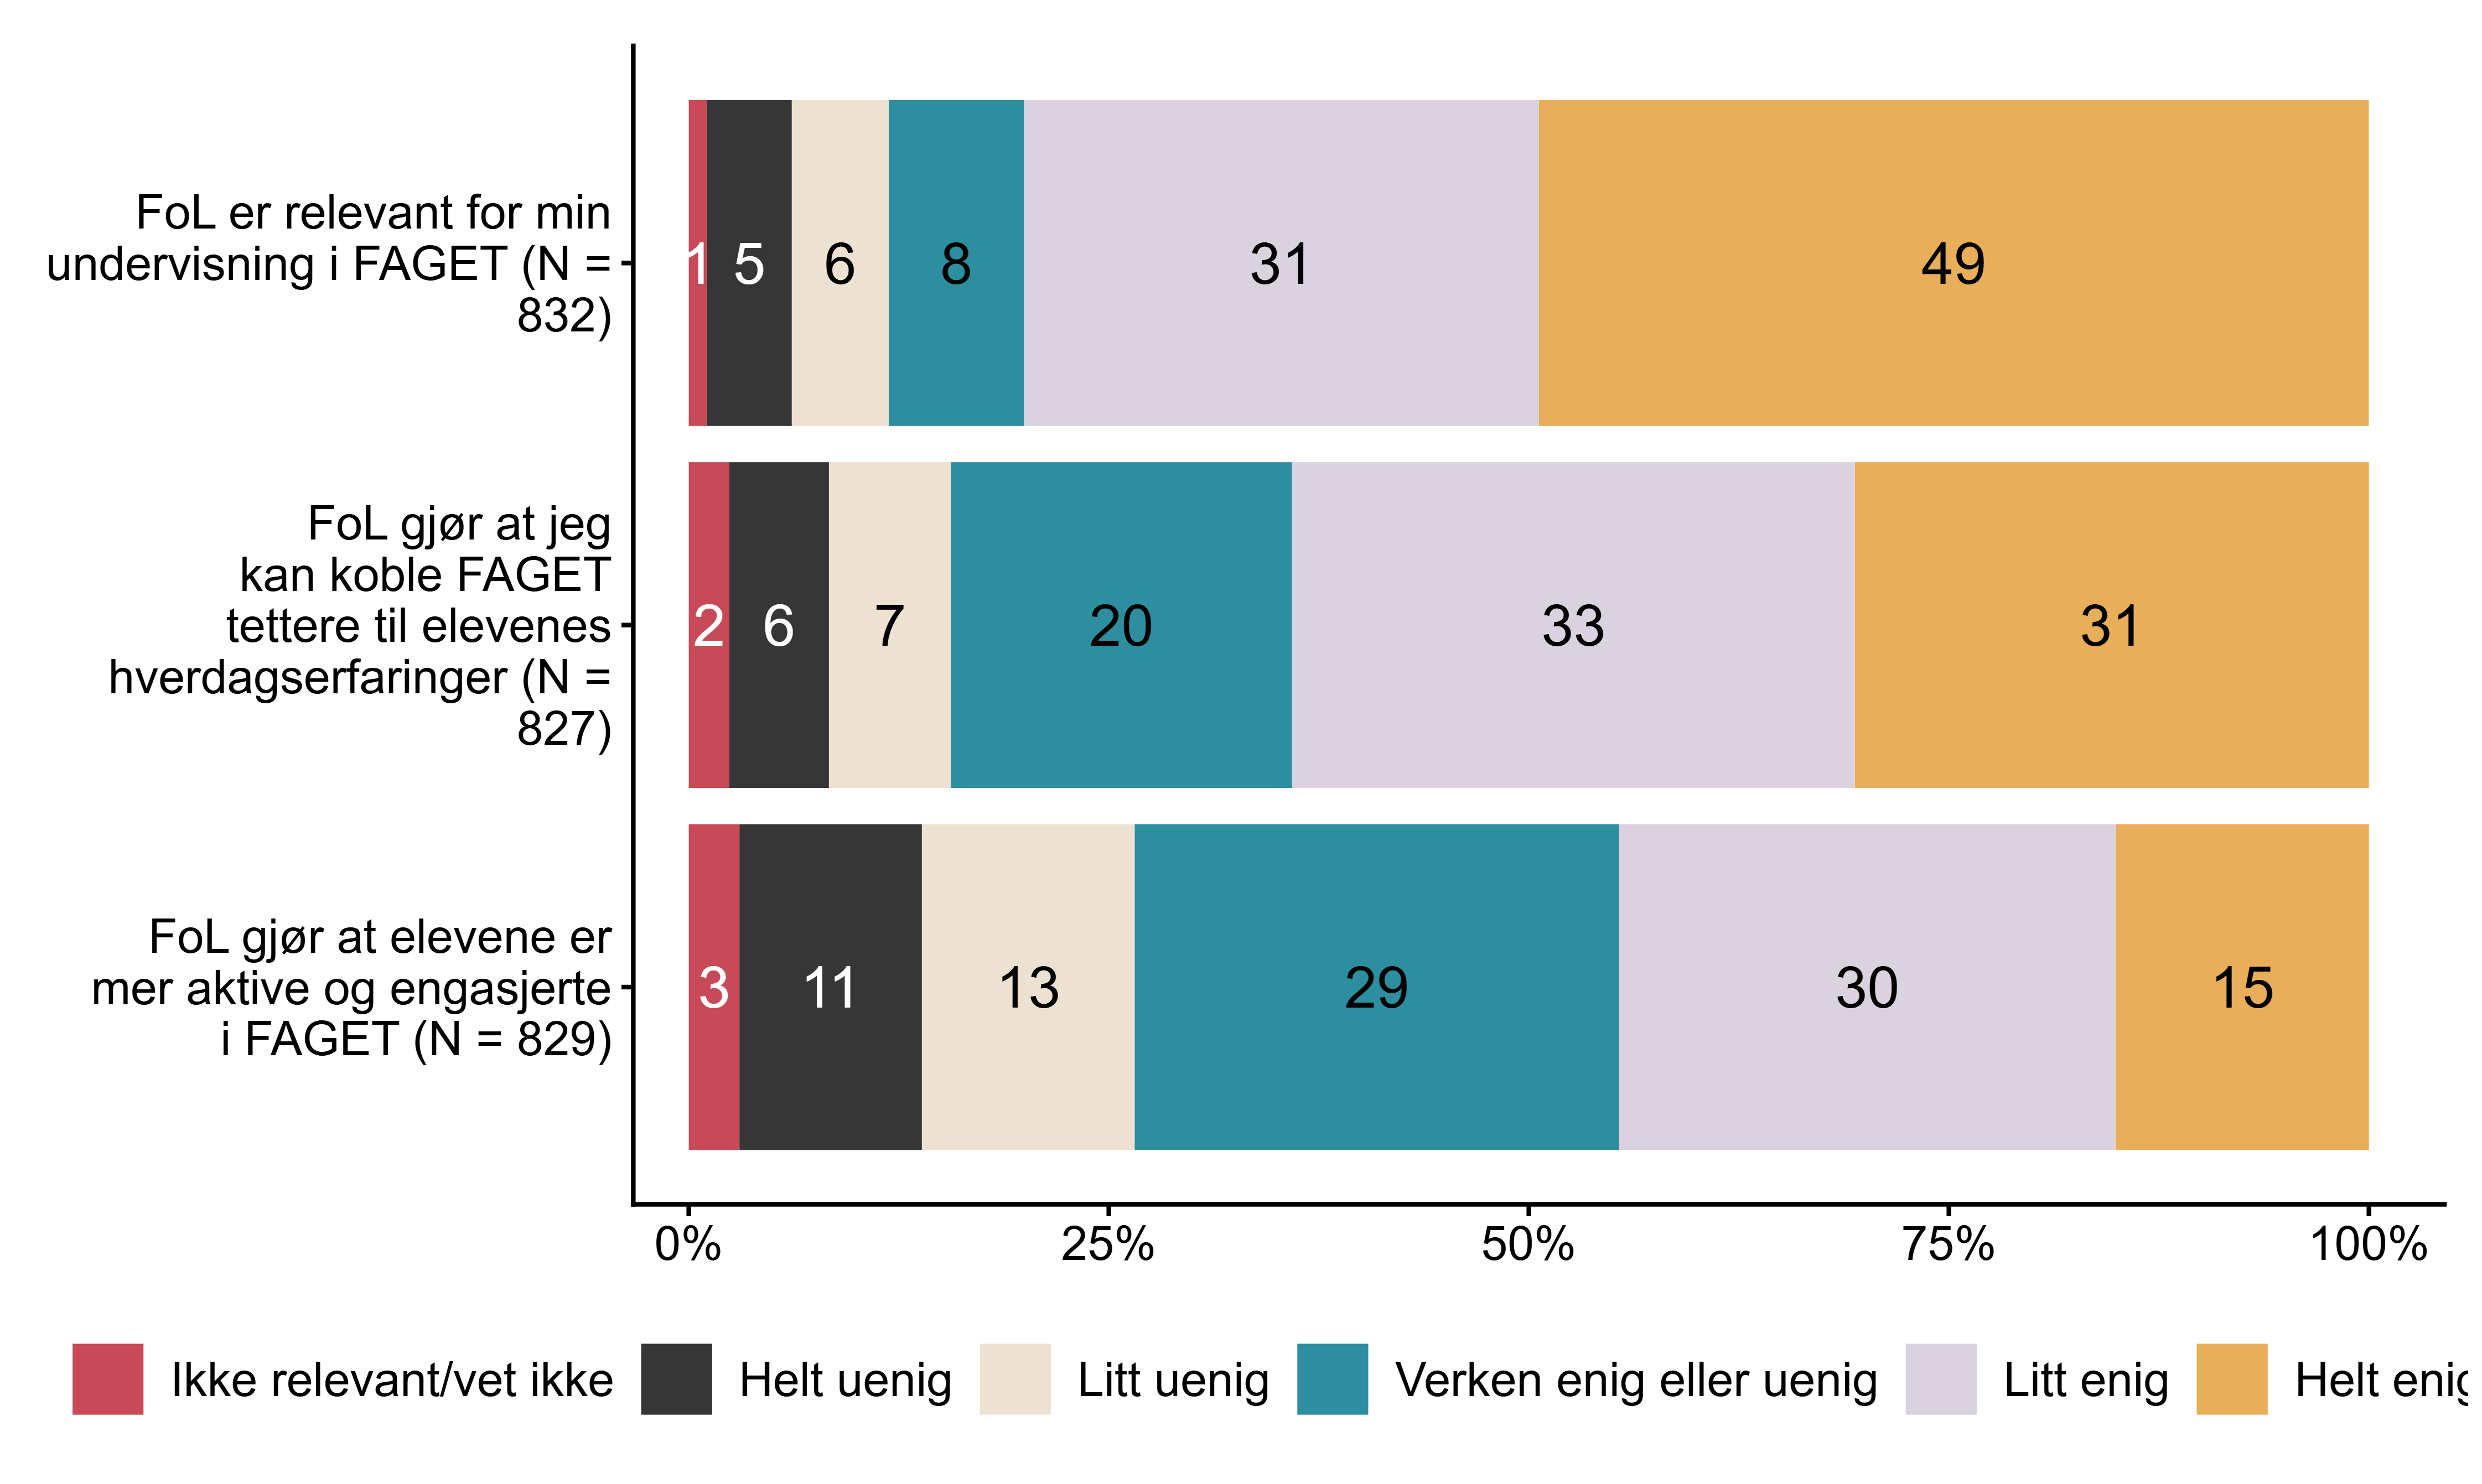 FoL er relevant for min
undervisning i FAGET (N =
832)
1 5 6 8 31 49
FoL gjør at jeg
kan koble FAGET
tettere til elevenes
hverdagserfaringer (N =
827)
2 6 7 20 33 31
FoL gjør at elevene er
mer aktive og engasjerte
i FAGET (N = 829)
3 11 13 29 30 15
0% 25% 50% 75% 100%
Ikke relevant/vet ikke Helt uenig Litt uenig Verken enig eller uenig Litt enig Helt enig